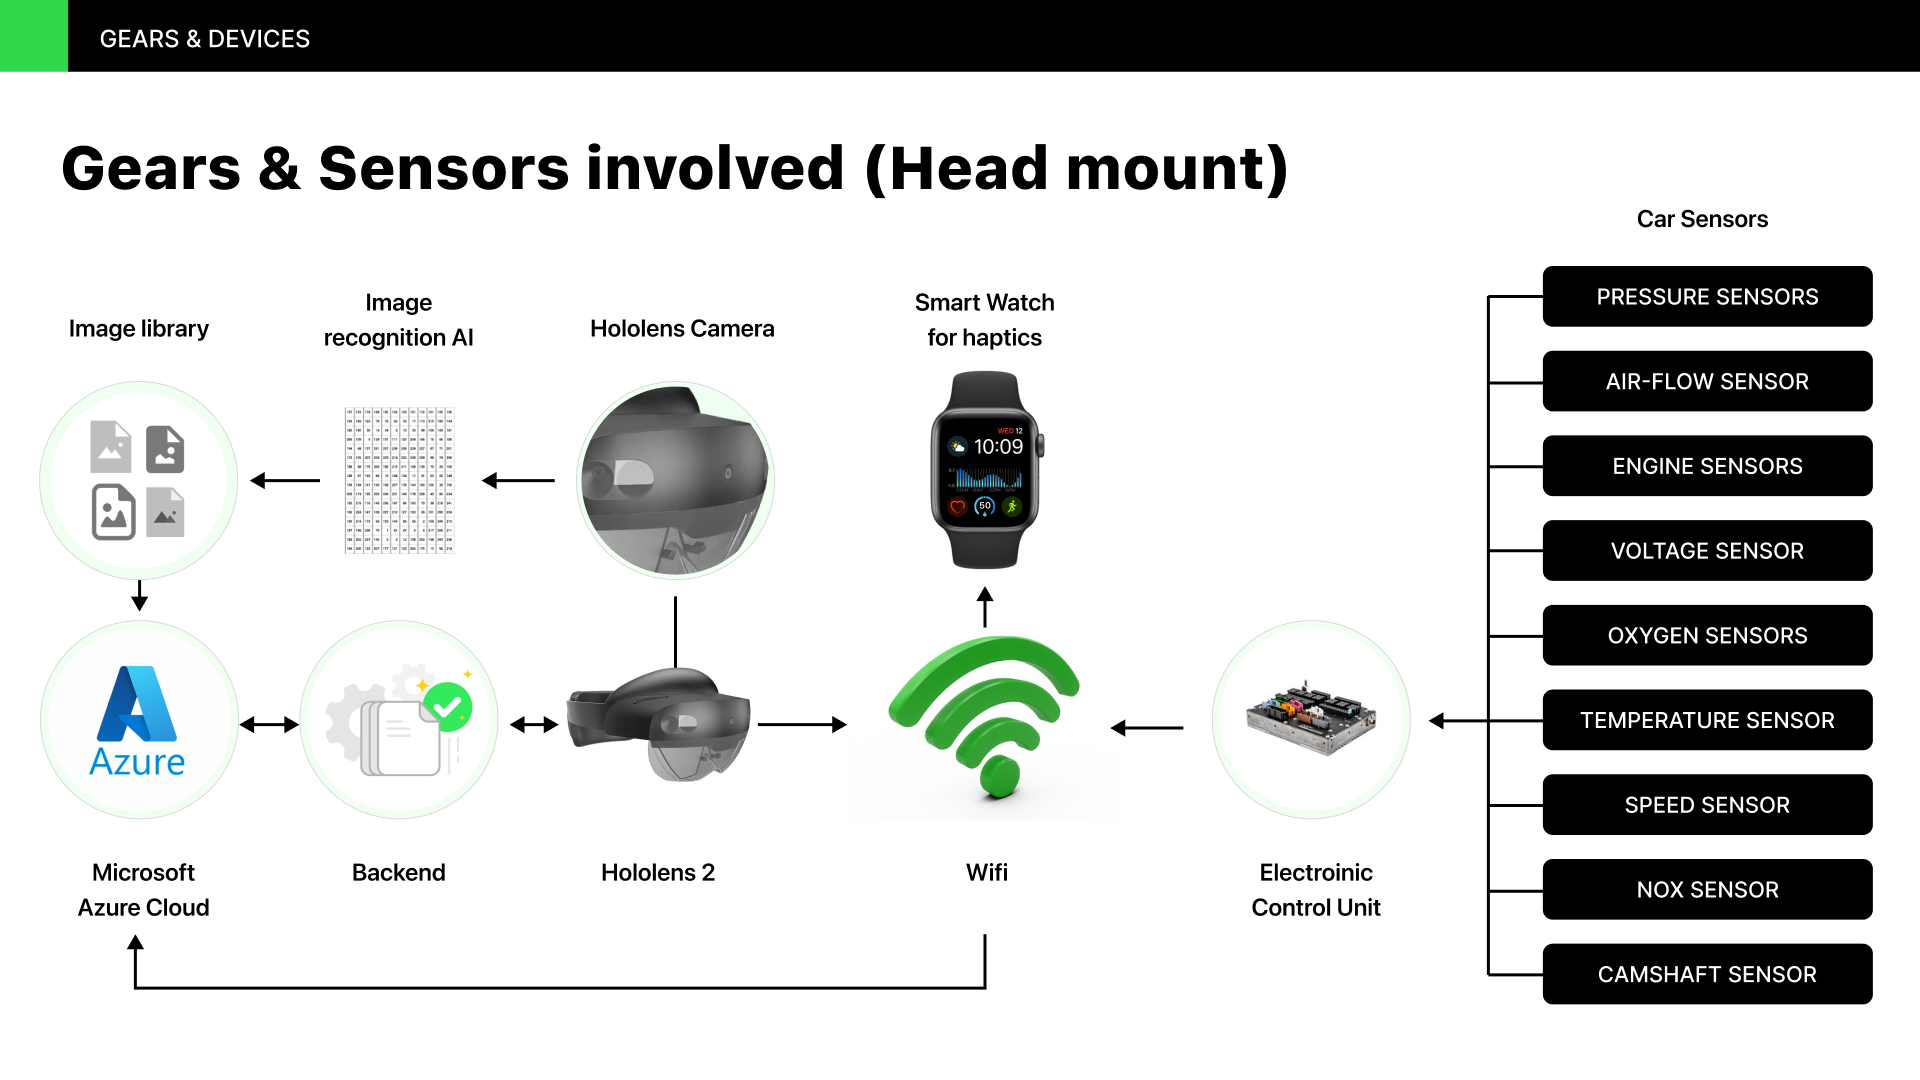 GEARS & DEVICES
Gears & Sensors involved (Head mount)
Car Sensors
Image library
Image
recognition AI
Hololens Camera
Smart Watch
for haptics
WED 12
10:09
50
Azure
Microsoft
Azure Cloud
Backend
Hololens 2
Wifi
Electroinic
Control Unit
PRESSURE SENSORS
AIR-FLOW SENSOR
ENGINE SENSORS
VOLTAGE SENSOR
OXYGEN SENSORS
TEMPERATURE SENSOR
SPEED SENSOR
NOX SENSOR
CAMSHAFT SENSOR